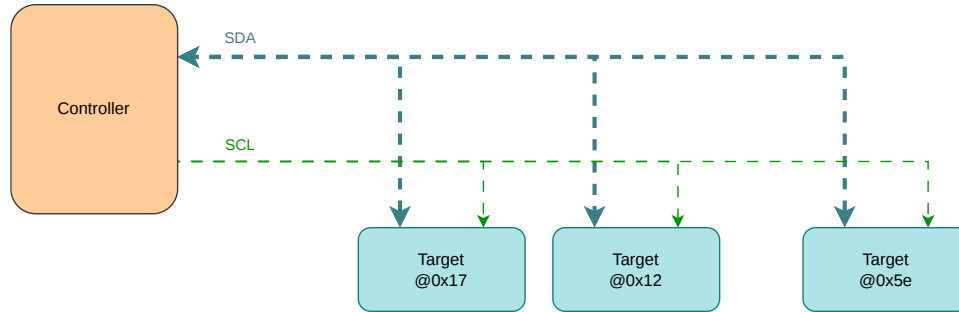 SDA
Controller
SCL
Target
@0x17
Target
@0x12
Target
@0x5e